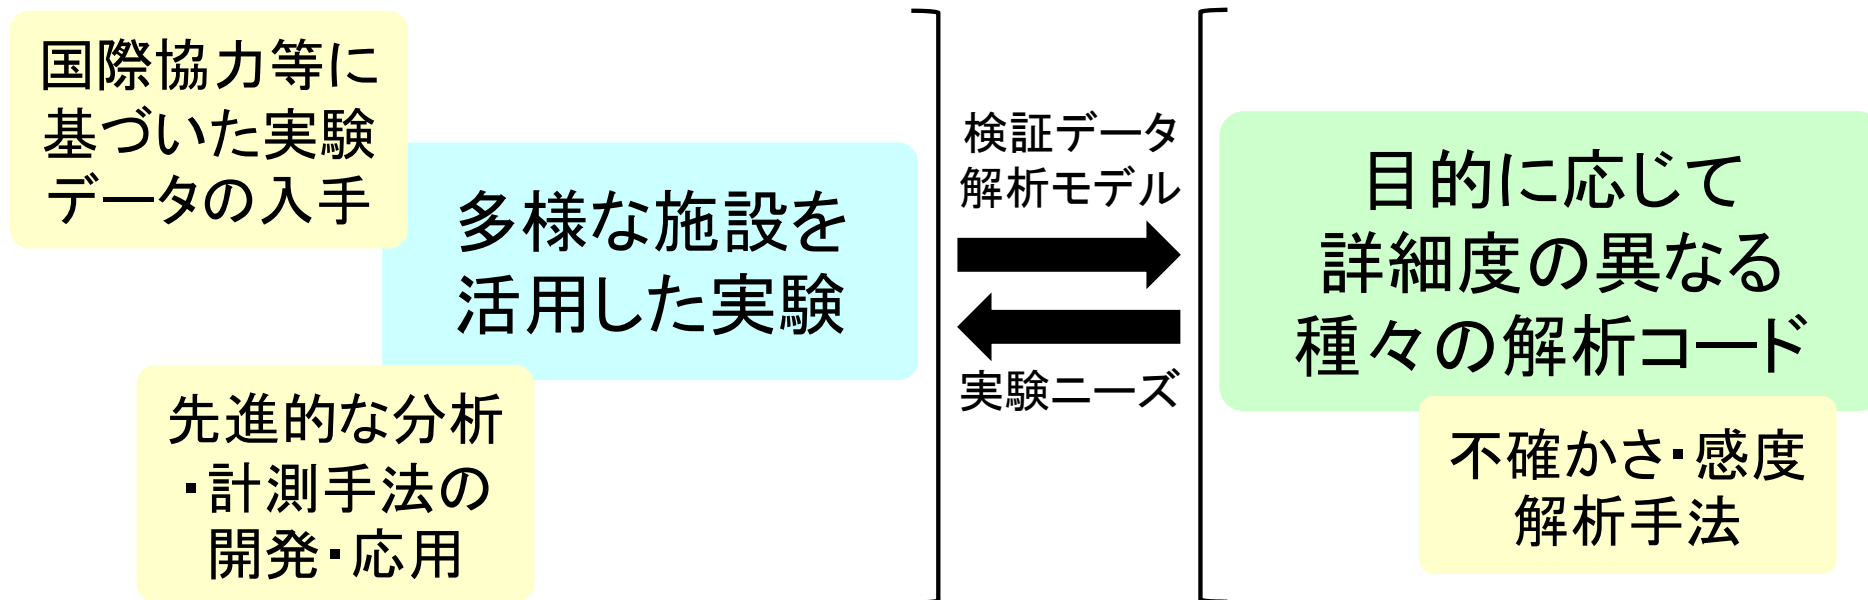 国際協力等に
基づいた実験
データの入手
多様な施設を
活用した実験
先進的な分析
・計測手法の
開発・応用
検証データ
解析モデル
実験ニーズ
目的に応じて
詳細度の異なる
種々の解析コード
不確かさ・感度
解析手法